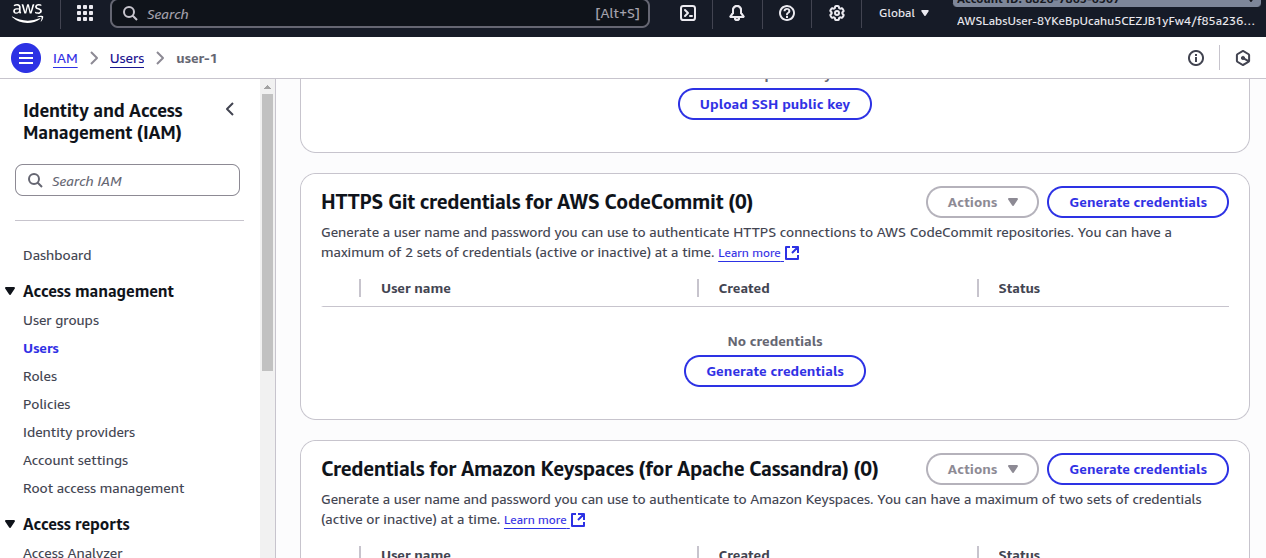 aws
Search
[Alt+S]
Global
AWSLabsUser-8YKeBpUcahu5CEZJB1yFw4/f85a236...
IAM
Users
user-1
Identity and Access
Management (IAM)
Search IAM
Dashboard
Access management
User groups
Users
Roles
Policies
Identity providers
Account settings
Root access management
Access reports
Access Analyzer
Upload SSH public key
HTTPS Git credentials for AWS CodeCommit (0)
Actions
Generate credentials
Generate a user name and password you can use to authenticate HTTPS connections to AWS CodeCommit repositories. You can have a
maximum of 2 sets of credentials (active or inactive) at a time. Learn more
User name
Created
Status
No credentials
Generate credentials
Credentials for Amazon Keyspaces (for Apache Cassandra) (0)
Actions
Generate credentials
Generate a user name and password you can use to authenticate to Amazon Keyspaces. You can have a maximum of two sets of credentials
(active or inactive) at a time. Learn more
User name
Created
Status